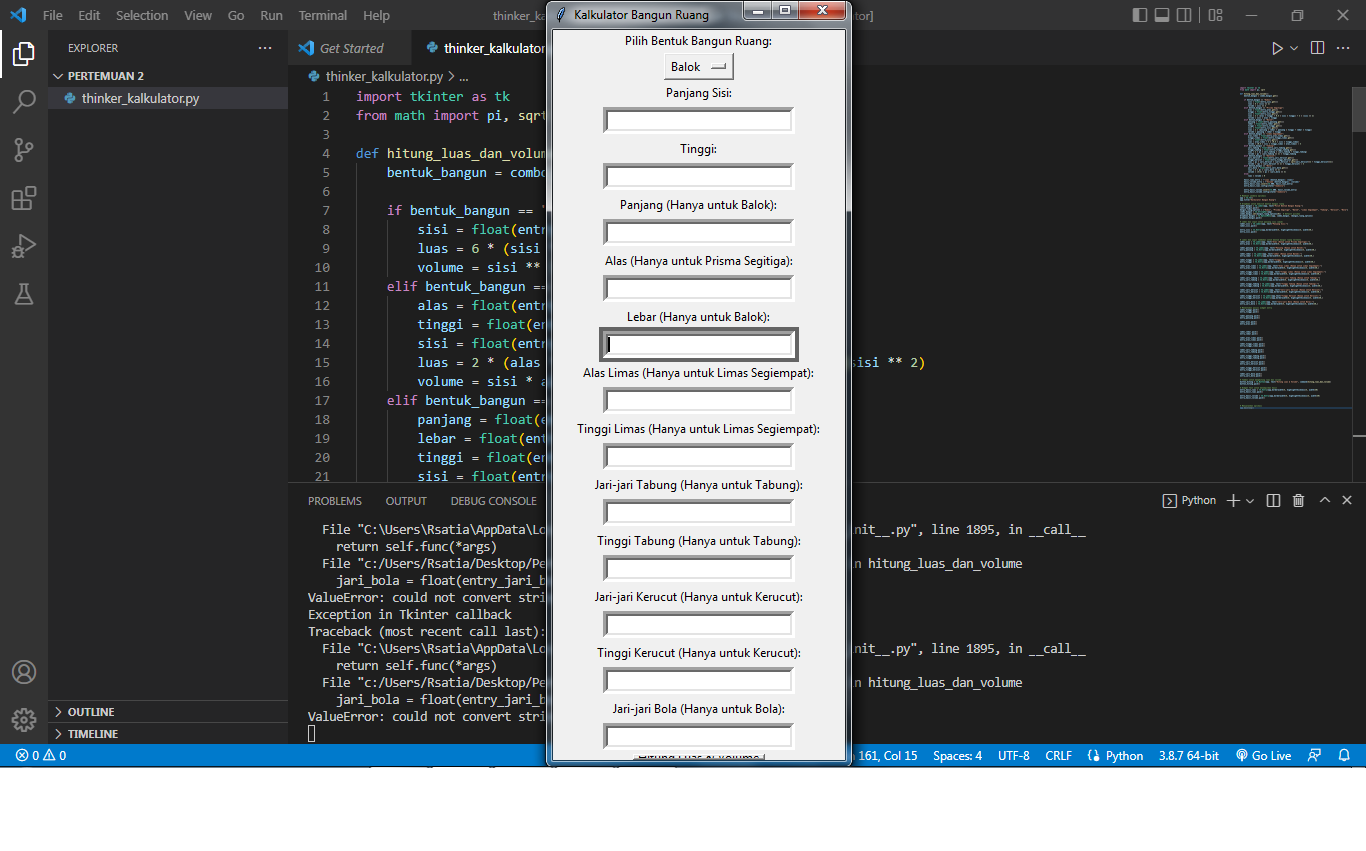 File Edit Selection View Go Run Terminal Help
thinker_ka
tor]
Kalkulator Bangun Ruang
EXPLORER
PERTEMUAN 2
thinker_kalkulator.py
OUTLINE
TIMELINE
Get Started
thinker_kalkulator
thinker_kalkulator.py > ...
1 import tkinter as tk
2 from math import pi, sqrt
3
4 def hitung_luas_dan_volum
5 bentuk_bangun = combo
6
7 if bentuk_bangun == "
8 sisi = float(entr
9 luas = 6 * (sisi
10 volume = sisi **
11 elif bentuk_bangun ==
12 alas = float(entr
13 tinggi = float(en
14 sisi = float(entr
15 luas = 2 * (alas
sisi ** 2)
16 volume = sisi * a
17 elif bentuk_bangun ==
18 panjang = float(e
19 lebar = float(ent
20 tinggi = float(en
21 sisi = float(entr
PROBLEMS OUTPUT DEBUG CONSOLE
Python
File "C:\Users\Rsatia\AppData\Lo
nit__.py", line 1895, in __call__
return self.func(*args)
File "c:/Users/Rsatia/Desktop/Pe
n hitung_luas_dan_volume
jari_bola = float(entry_jari_b
ValueError: could not convert stri
Exception in Tkinter callback
Traceback (most recent call last):
File "C:\Users\Rsatia\AppData\Lo
nit__.py", line 1895, in __call__
return self.func(*args)
File "c:/Users/Rsatia/Desktop/Pe
n hitung_luas_dan_volume
jari_bola = float(entry_jari_b
ValueError: could not convert stri
Pilih Bentuk Bangun Ruang:
Balok
Panjang Sisi:
Tinggi:
Panjang (Hanya untuk Balok):
Alas (Hanya untuk Prisma Segitiga):
Lebar (Hanya untuk Balok):
Alas Limas (Hanya untuk Limas Segiempat):
Tinggi Limas (Hanya untuk Limas Segiempat):
Jari-jari Tabung (Hanya untuk Tabung):
Tinggi Tabung (Hanya untuk Tabung):
Jari-jari Kerucut (Hanya untuk Kerucut):
Tinggi Kerucut (Hanya untuk Kerucut):
Jari-jari Bola (Hanya untuk Bola):
0 0
161, Col 15 Spaces: 4 UTF-8 CRLF Python 3.8.7 64-bit Go Live